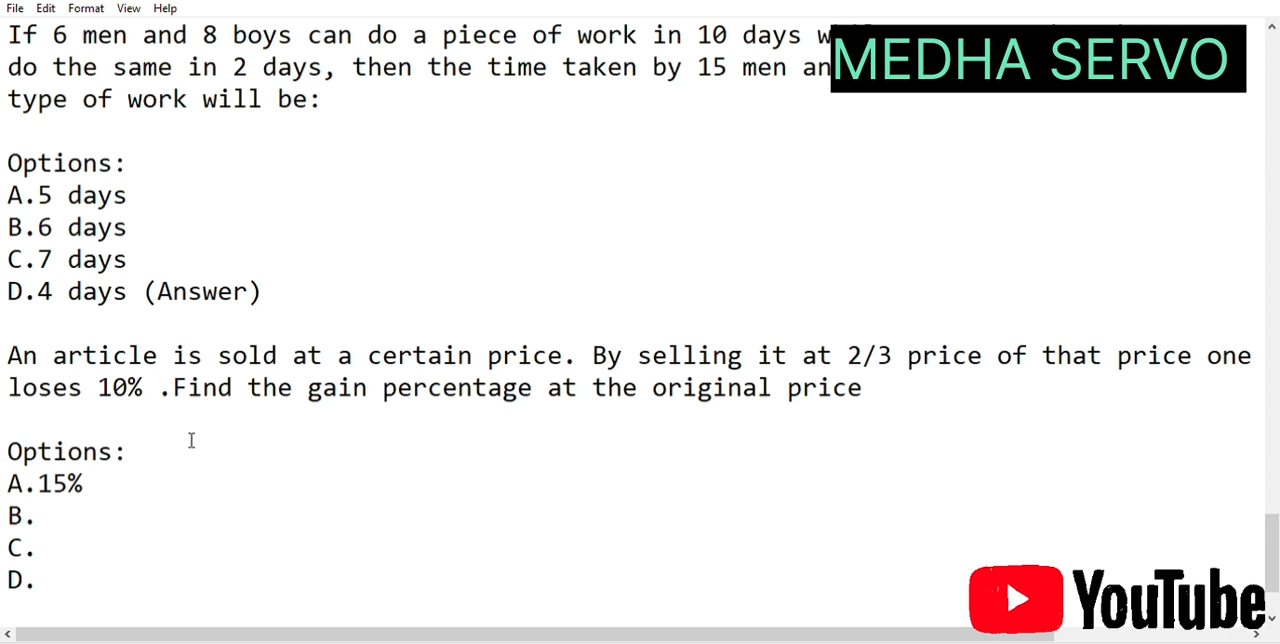 File Edit Format View Help
If 6 men and 8 boys can do a piece of work in 10 days
MEDHA SERVO
do the same in 2 days, then the time taken by 15 men
type of work will be:
Options:
A.5 days
B.6 days
C.7 days
D.4 days (Answer)
An article is sold at a certain price. By selling it at 2/3 price of that price one
loses 10% .Find the gain percentage at the original price
Options:
A.15%
B.
C.
D.
YouTube